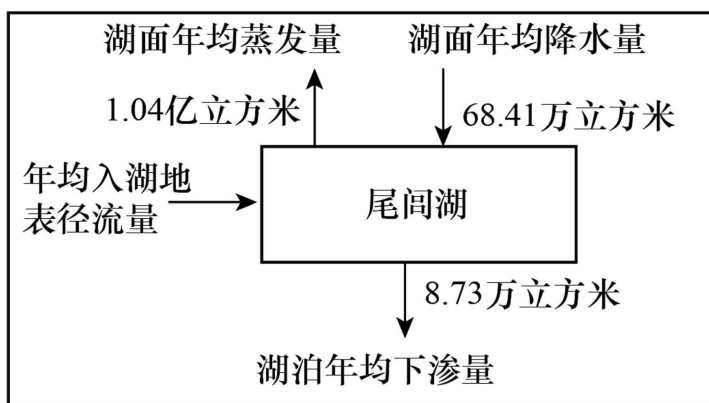 湖面年均蒸发量
湖面年均降水量
1.04亿立方米
68.41万立方米
年均入湖地
表径流量
尾闾湖
8.73万立方米
湖泊年均下渗量